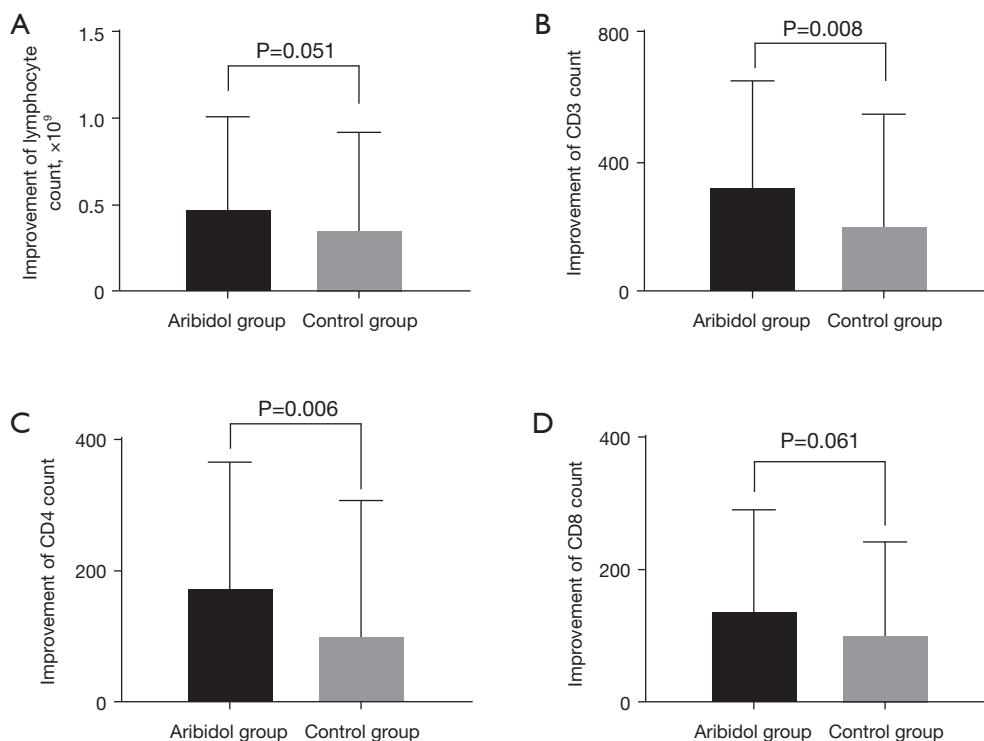 A
Improvement of lymphocyte
count, ×10⁹
1.5
1.0
0.5
0
P=0.051
Aribidol group
Control group
B
Improvement of CD3 count
800
400
0
P=0.008
Aribidol group
Control group
C
Improvement of CD4 count
400
200
0
P=0.006
Aribidol group
Control group
D
Improvement of CD8 count
400
200
0
P=0.061
Aribidol group
Control group